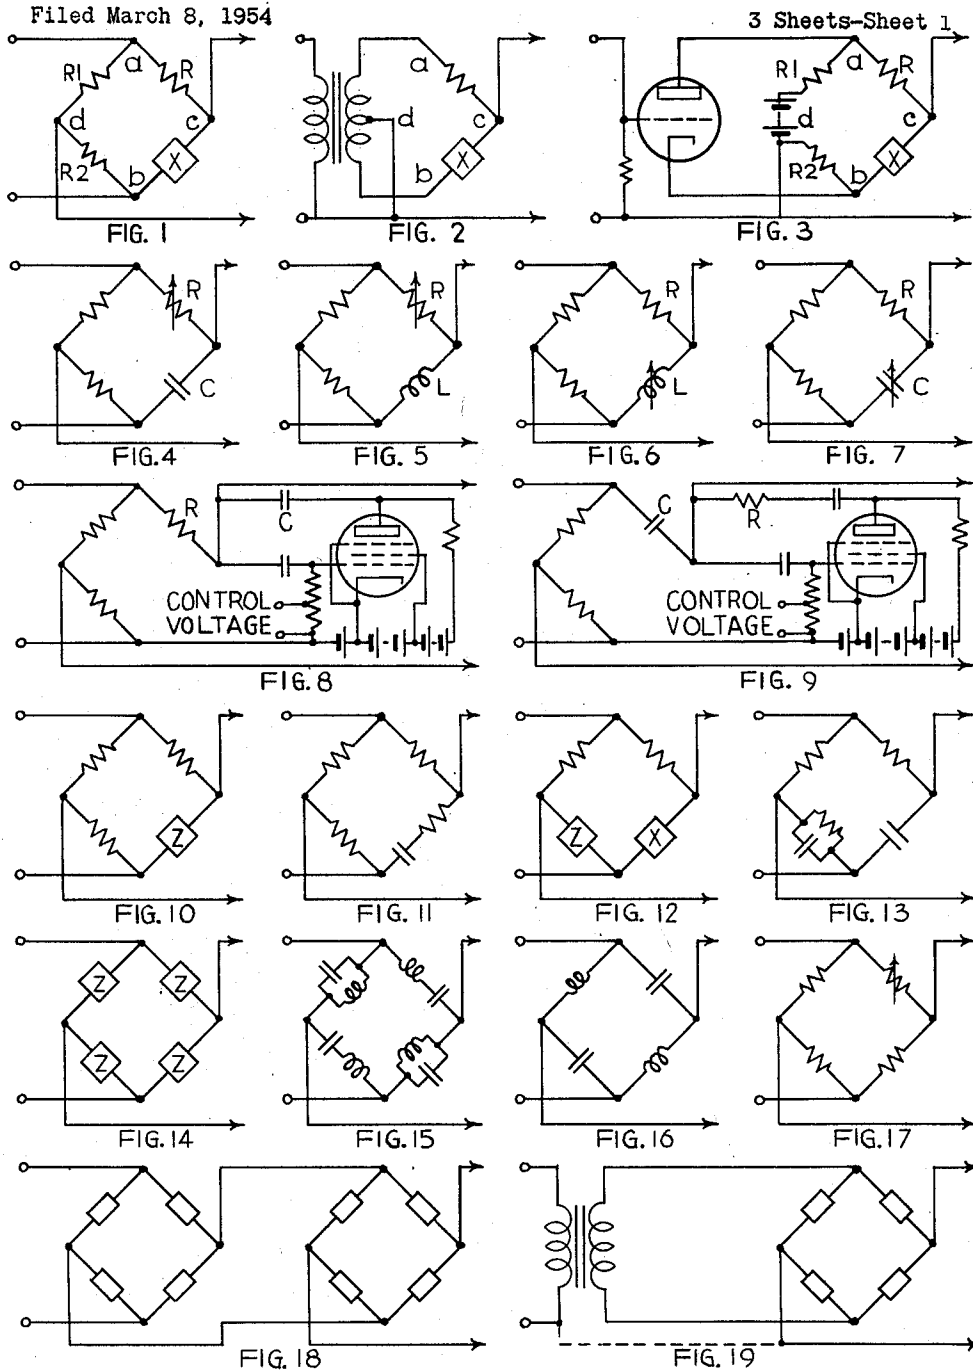 Filed March 8, 1954
3 Sheets-Sheet 1
R1 a R
d c
R2 b X
FIG. 1
a
d c
b X
FIG. 2
R1 a R
d c
R2 b X
FIG. 3
R
C
FIG. 4
R
L
FIG. 5
R
L
FIG. 6
R
C
FIG. 7
R C
CONTROL
VOLTAGE
FIG. 8
C R
CONTROL
VOLTAGE
FIG. 9
Z
FIG. 10
FIG. 11
Z X
FIG. 12
FIG. 13
Z Z
Z Z
FIG. 14
FIG. 15
FIG. 16
FIG. 17
FIG. 18
FIG. 19